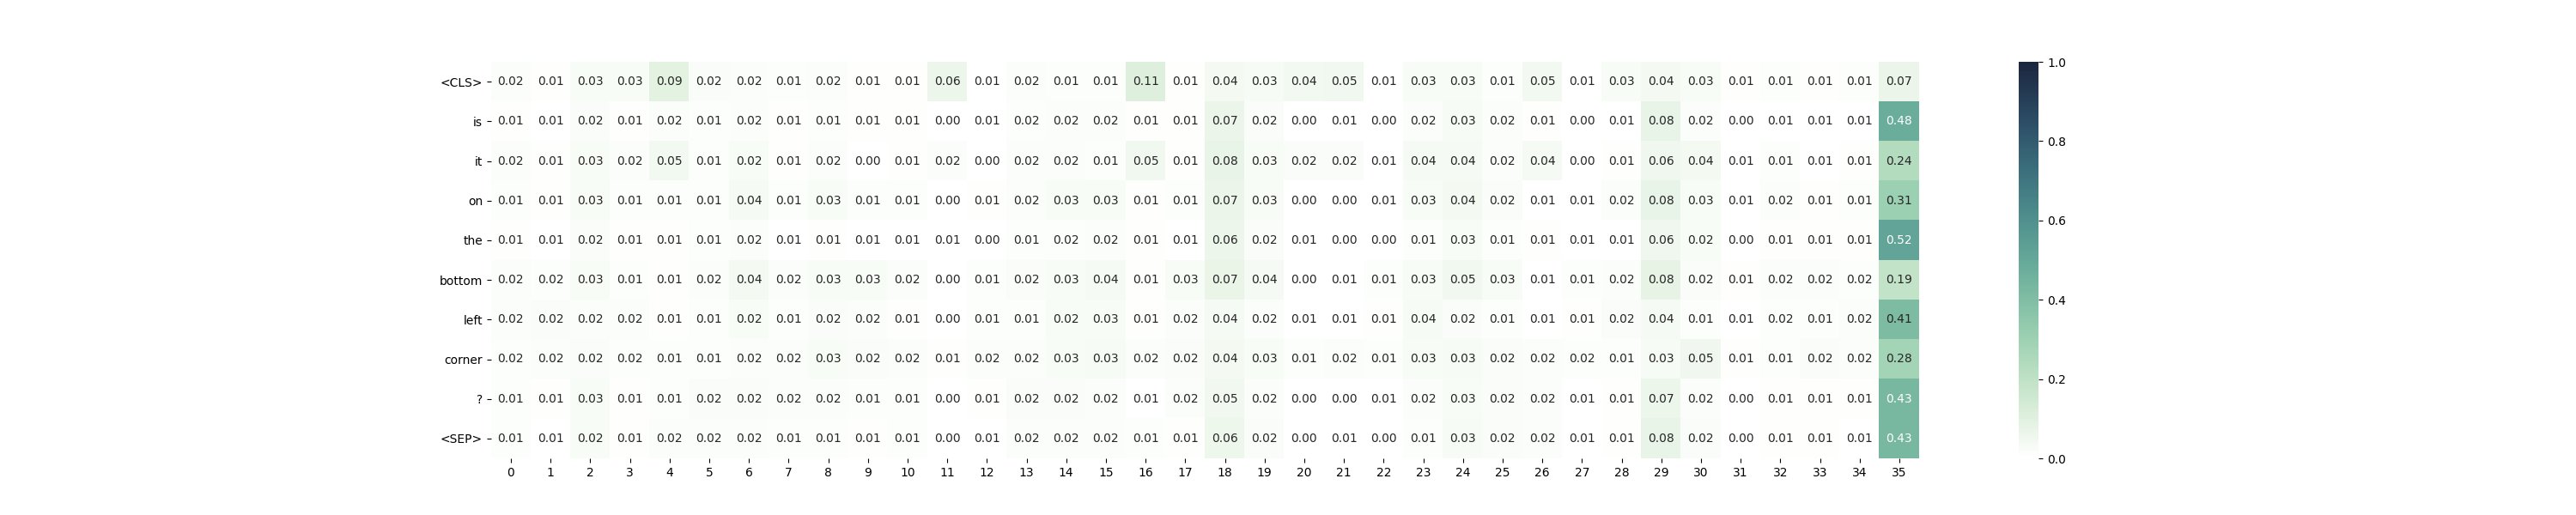 <CLS> 0.02 0.01 0.03 0.03 0.09 0.02 0.02 0.01 0.02 0.01 0.01 0.06 0.01 0.02 0.01 0.01 0.11 0.01 0.04 0.03 0.04 0.05 0.01 0.03 0.03 0.01 0.05 0.01 0.03 0.04 0.03 0.01 0.01 0.01 0.01 0.07
is 0.01 0.01 0.02 0.01 0.02 0.01 0.02 0.01 0.01 0.01 0.01 0.00 0.01 0.02 0.02 0.02 0.01 0.01 0.07 0.02 0.00 0.01 0.00 0.02 0.03 0.02 0.01 0.00 0.01 0.08 0.02 0.00 0.01 0.01 0.01 0.48
it 0.02 0.01 0.03 0.02 0.05 0.01 0.02 0.01 0.02 0.00 0.01 0.02 0.00 0.02 0.02 0.01 0.05 0.01 0.08 0.03 0.02 0.02 0.01 0.04 0.04 0.02 0.04 0.00 0.01 0.06 0.04 0.01 0.01 0.01 0.01 0.24
on 0.01 0.01 0.03 0.01 0.01 0.01 0.04 0.01 0.03 0.01 0.01 0.00 0.01 0.02 0.03 0.03 0.01 0.01 0.07 0.03 0.00 0.00 0.01 0.03 0.04 0.02 0.01 0.01 0.02 0.08 0.03 0.01 0.02 0.01 0.01 0.31
the 0.01 0.01 0.02 0.01 0.01 0.01 0.02 0.01 0.01 0.01 0.01 0.01 0.00 0.01 0.02 0.02 0.01 0.01 0.06 0.02 0.01 0.00 0.00 0.01 0.03 0.01 0.01 0.01 0.01 0.06 0.02 0.00 0.01 0.01 0.01 0.52
bottom 0.02 0.02 0.03 0.01 0.01 0.02 0.04 0.02 0.03 0.03 0.02 0.00 0.01 0.02 0.03 0.04 0.01 0.03 0.07 0.04 0.00 0.01 0.01 0.03 0.05 0.03 0.01 0.01 0.02 0.08 0.02 0.01 0.02 0.02 0.02 0.19
left 0.02 0.02 0.02 0.02 0.01 0.01 0.02 0.01 0.02 0.02 0.01 0.00 0.01 0.01 0.02 0.03 0.01 0.02 0.04 0.02 0.01 0.01 0.01 0.04 0.02 0.01 0.01 0.01 0.02 0.04 0.01 0.01 0.02 0.01 0.02 0.41
corner 0.02 0.02 0.02 0.02 0.01 0.01 0.02 0.02 0.03 0.02 0.02 0.01 0.02 0.02 0.03 0.03 0.02 0.02 0.04 0.03 0.01 0.02 0.01 0.03 0.03 0.02 0.02 0.02 0.01 0.03 0.05 0.01 0.01 0.02 0.02 0.28
? 0.01 0.01 0.03 0.01 0.01 0.02 0.02 0.02 0.02 0.01 0.01 0.00 0.01 0.02 0.02 0.02 0.01 0.02 0.05 0.02 0.00 0.00 0.01 0.02 0.03 0.02 0.02 0.01 0.01 0.07 0.02 0.00 0.01 0.01 0.01 0.43
<SEP> 0.01 0.01 0.02 0.01 0.02 0.02 0.02 0.01 0.01 0.01 0.01 0.00 0.01 0.02 0.02 0.02 0.01 0.01 0.06 0.02 0.00 0.01 0.00 0.01 0.03 0.02 0.02 0.01 0.01 0.08 0.02 0.00 0.01 0.01 0.01 0.43
0 1 2 3 4 5 6 7 8 9 10 11 12 13 14 15 16 17 18 19 20 21 22 23 24 25 26 27 28 29 30 31 32 33 34 35
1.0
0.8
0.6
0.4
0.2
0.0